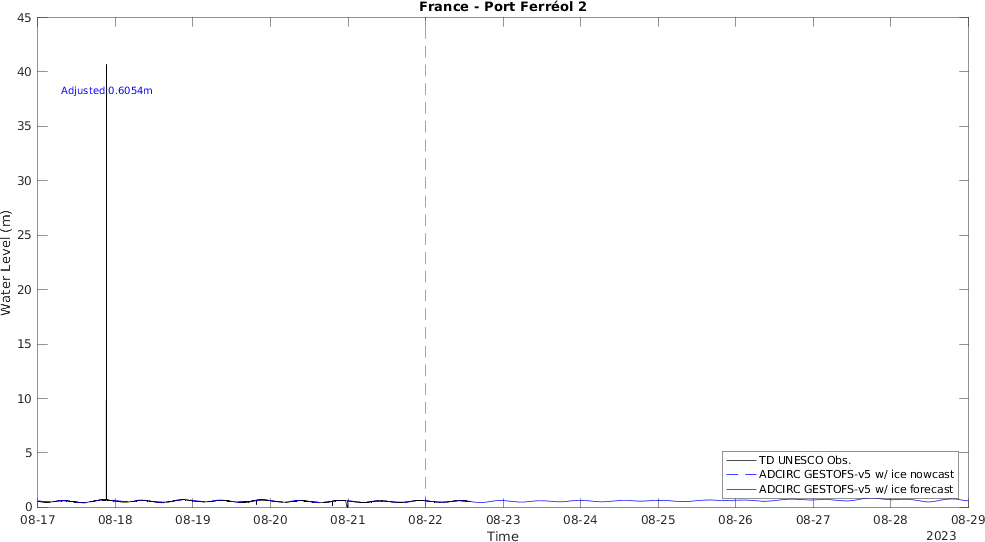 France - Port Ferréol 2
45
40
35
30
25
20
15
10
5
0
Water Level (m)
Adjusted 0.6054m
TD UNESCO Obs.
ADCIRC GESTOFS-v5 w/ ice nowcast
ADCIRC GESTOFS-v5 w/ ice forecast
08-17 08-18 08-19 08-20 08-21 08-22 08-23 08-24 08-25 08-26 08-27 08-28 08-29
Time
2023